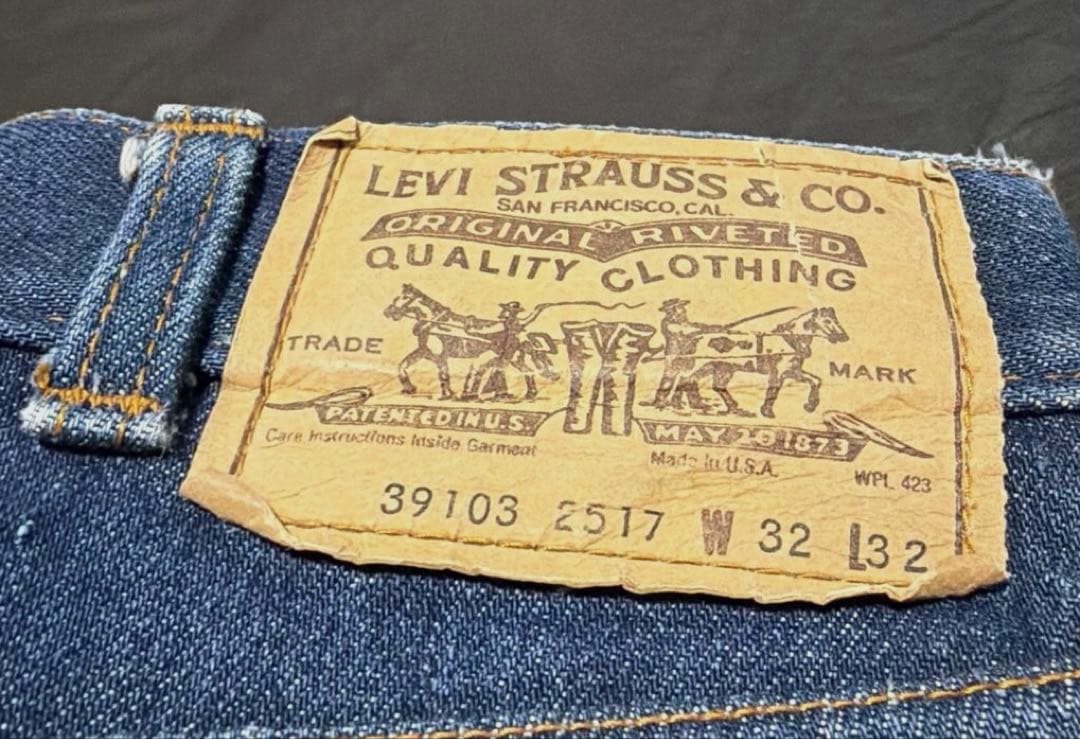 LEVI STRAUSS & CO.
SAN FRANCISCO, CAL.
ORIGINAL RIVETED
QUALITY CLOTHING
TRADE MARK
PATENTED IN U.S. MAY 20 1873
Care Instructions Inside Garment
Made in U.S.A.
WPL 423
39103 2517 W 32 L32